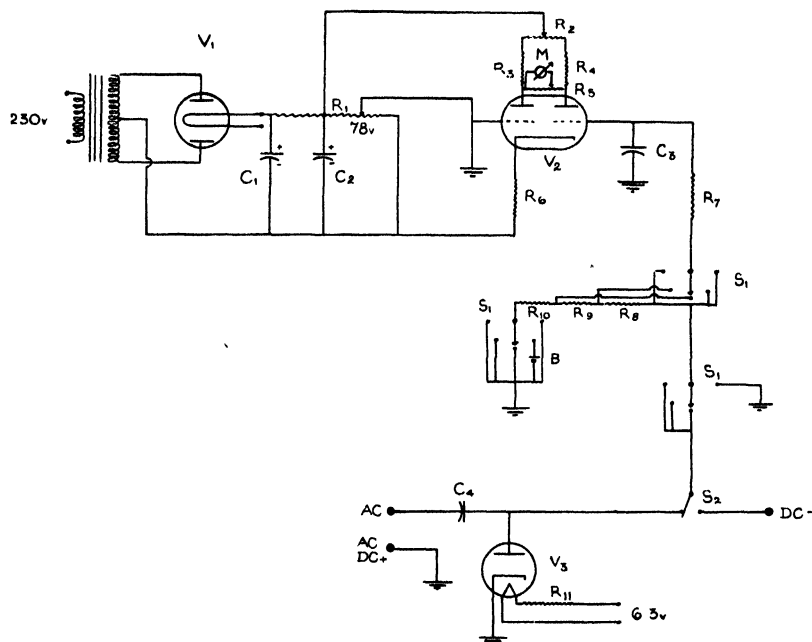 V1
230v
R1
78v
C1
C2
R2
M
R3
R4
R5
V2
R6
C3
R7
S1
R10
R9
R8
S1
B
S1
S2
AC
C4
DC-
AC
DC+
V3
R11
6 3v